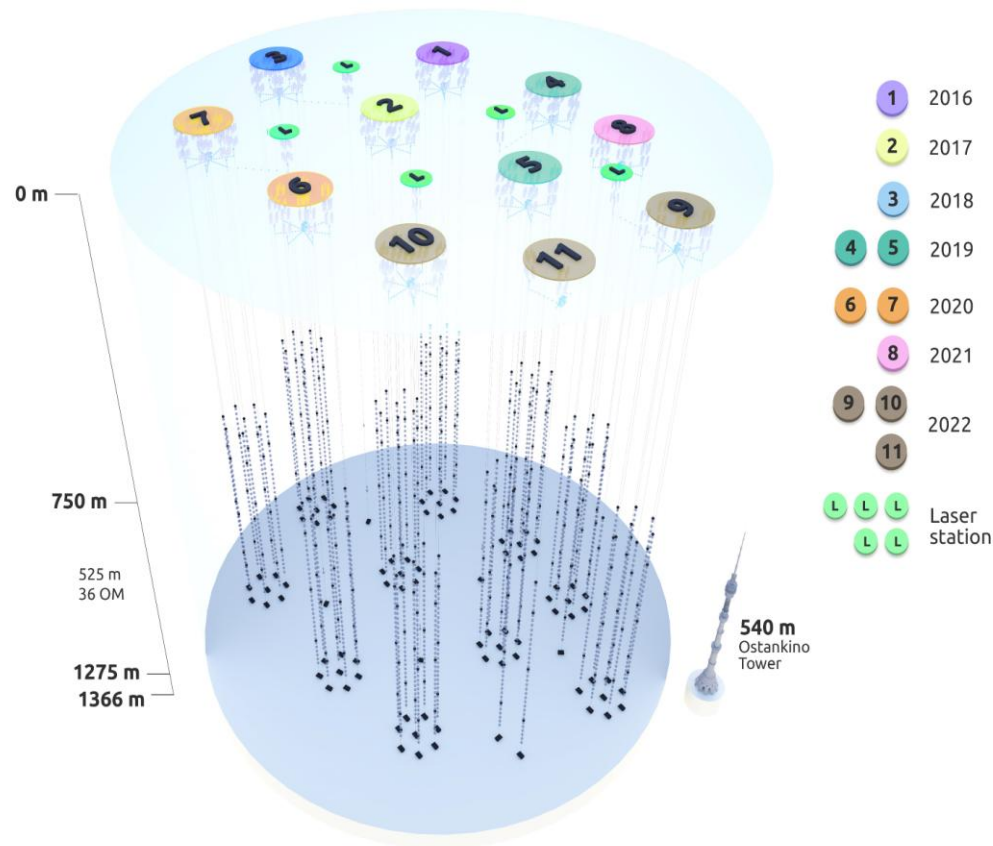 3
L
1
4
7
2
L
8
L
5
L
L
6
9
10
11
0 m
750 m
525 m
36 OM
1275 m
1366 m
540 m
Ostankino
Tower
1 2016
2 2017
3 2018
4 5 2019
6 7 2020
8 2021
9 10
2022
11
L L L
L L
Laser
station